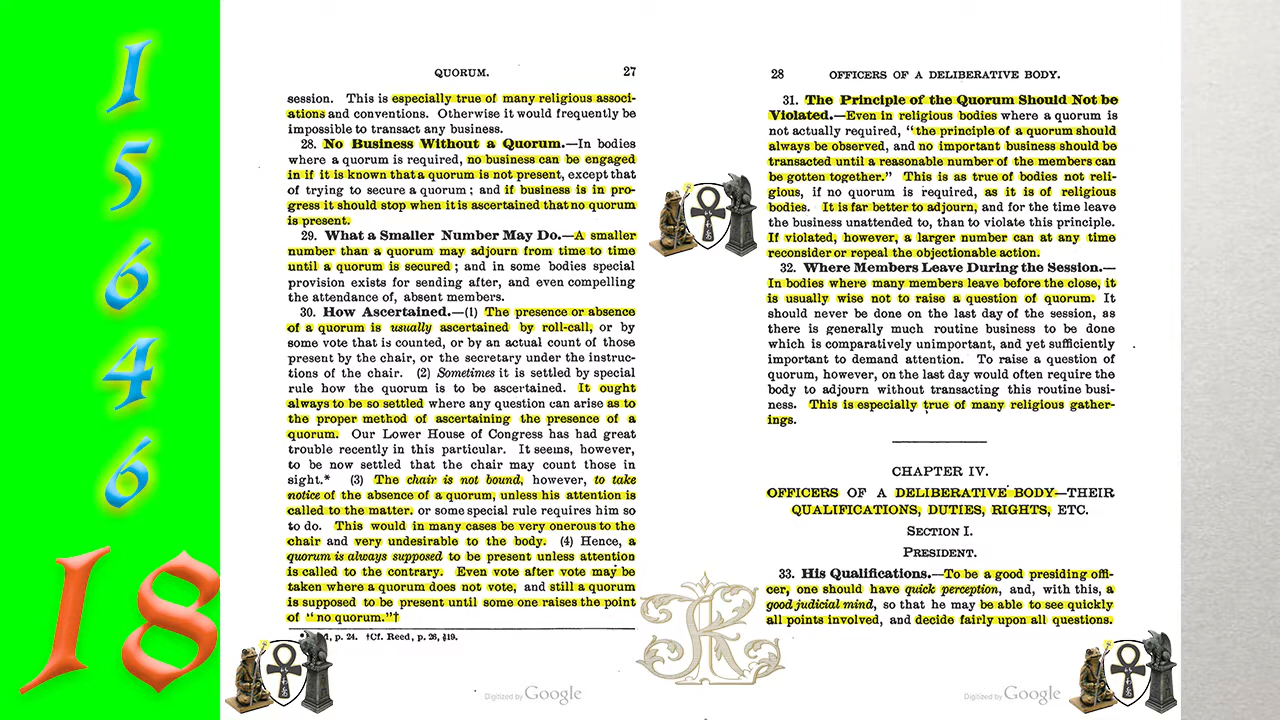 1
5
6
4
6
18
QUORUM. 27
session. This is especially true of many religious associ-
ations and conventions. Otherwise it would frequently be
impossible to transact any business.
28. No Business Without a Quorum.—In bodies
where a quorum is required, no business can be engaged
in if it is known that a quorum is not present, except that
of trying to secure a quorum ; and if business is in pro-
gress it should stop when it is ascertained that no quorum
is present.
29. What a Smaller Number May Do.—A smaller
number than a quorum may adjourn from time to time
until a quorum is secured ; and in some bodies special
provision exists for sending after, and even compelling
the attendance of, absent members.
30. How Ascertained.—(1) The presence or absence
of a quorum is usually ascertained by roll-call, or by
some vote that is counted, or by an actual count of those
present by the chair, or the secretary under the instruc-
tions of the chair. (2) Sometimes it is settled by special
rule how the quorum is to be ascertained. It ought
always to be so settled where any question can arise as to
the proper method of ascertaining the presence of a
quorum. Our Lower House of Congress has had great
trouble recently in this particular. It seems, however,
to be now settled that the chair may count those in
sight.* (3) The chair is not bound, however, to take
notice of the absence of a quorum, unless his attention is
called to the matter. or some special rule requires him so
to do. This would in many cases be very onerous to the
chair and very undesirable to the body. (4) Hence, a
quorum is always supposed to be present unless attention
is called to the contrary. Even vote after vote may be
taken where a quorum does not vote, and still a quorum
is supposed to be present until some one raises the point
of " no quorum."†
p. 24. †Cf. Reed, p. 26, §19.
Digitized by Google
28 OFFICERS OF A DELIBERATIVE BODY.
31. The Principle of the Quorum Should Not be
Violated.—Even in religious bodies where a quorum is
not actually required, "the principle of a quorum should
always be observed, and no important business should be
transacted until a reasonable number of the members can
be gotten together." This is as true of bodies not reli-
gious, if no quorum is required, as it is of religious
bodies. It is far better to adjourn, and for the time leave
the business unattended to, than to violate this principle.
If violated, however, a larger number can at any time
reconsider or repeal the objectionable action.
32. Where Members Leave During the Session.—
In bodies where many members leave before the close, it
is usually wise not to raise a question of quorum. It
should never be done on the last day of the session, as
there is generally much routine business to be done
which is comparatively unimportant, and yet sufficiently
important to demand attention. To raise a question of
quorum, however, on the last day would often require the
body to adjourn without transacting this routine busi-
ness. This is especially true of many religious gather-
ings.
CHAPTER IV.
OFFICERS OF A DELIBERATIVE BODY—THEIR
QUALIFICATIONS, DUTIES, RIGHTS, ETC.
SECTION I.
PRESIDENT.
33. His Qualifications.—To be a good presiding offi-
cer, one should have quick perception, and, with this, a
good judicial mind, so that he may be able to see quickly
all points involved, and decide fairly upon all questions.
Digitized by Google